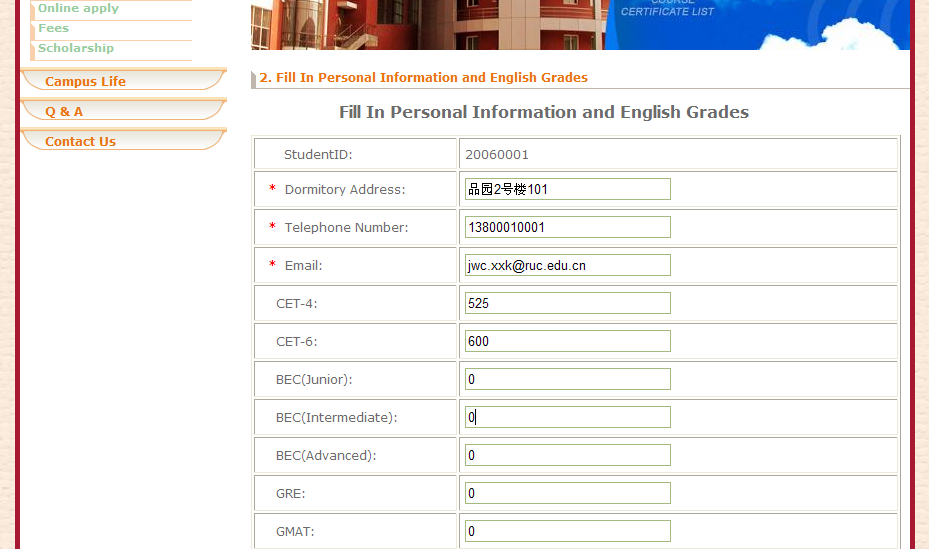 Online apply
Fees
Scholarship
Campus Life
Q & A
Contact Us
COURSE
CERTIFICATE LIST
2. Fill In Personal Information and English Grades
Fill In Personal Information and English Grades
StudentID: 20060001
* Dormitory Address: 品园2号楼101
* Telephone Number: 13800010001
* Email: jwc.xxk@ruc.edu.cn
CET-4: 525
CET-6: 600
BEC(Junior): 0
BEC(Intermediate): 0
BEC(Advanced): 0
GRE: 0
GMAT: 0